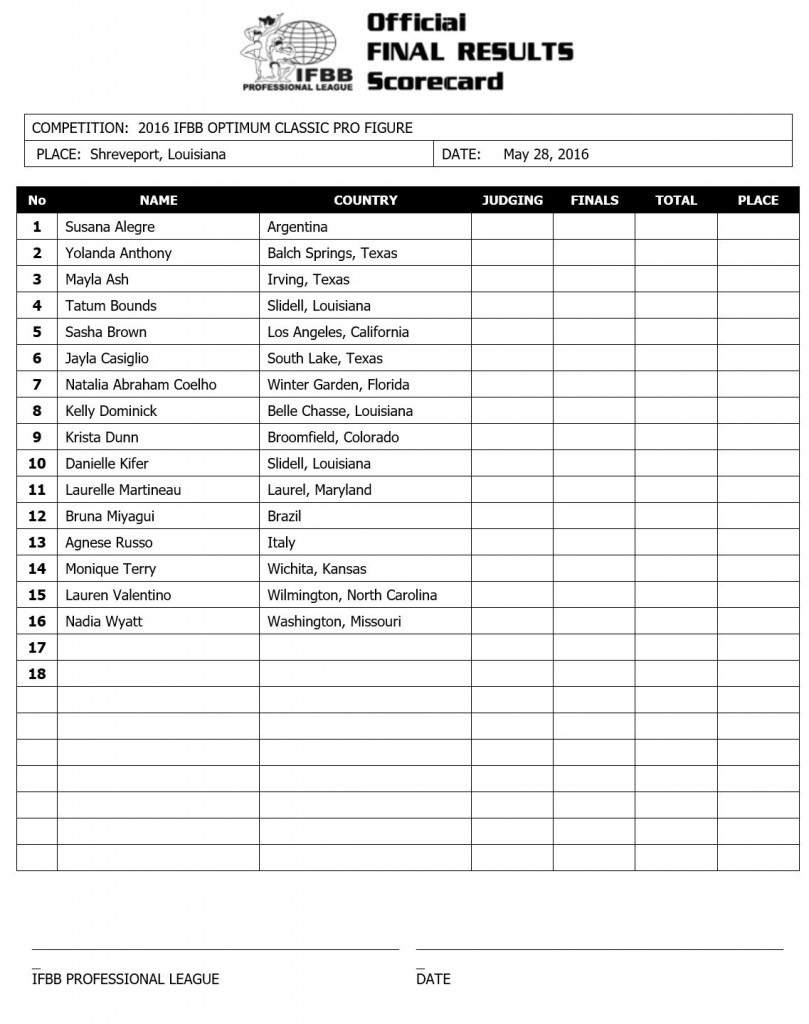 Official
FINAL RESULTS
Scorecard
IFBB
PROFESSIONAL LEAGUE
COMPETITION: 2016 IFBB OPTIMUM CLASSIC PRO FIGURE
PLACE: Shreveport, Louisiana DATE: May 28, 2016
No NAME COUNTRY JUDGING FINALS TOTAL PLACE
1 Susana Alegre Argentina
2 Yolanda Anthony Balch Springs, Texas
3 Mayla Ash Irving, Texas
4 Tatum Bounds Slidell, Louisiana
5 Sasha Brown Los Angeles, California
6 Jayla Casiglio South Lake, Texas
7 Natalia Abraham Coelho Winter Garden, Florida
8 Kelly Dominick Belle Chasse, Louisiana
9 Krista Dunn Broomfield, Colorado
10 Danielle Kifer Slidell, Louisiana
11 Laurelle Martineau Laurel, Maryland
12 Bruna Miyagui Brazil
13 Agnese Russo Italy
14 Monique Terry Wichita, Kansas
15 Lauren Valentino Wilmington, North Carolina
16 Nadia Wyatt Washington, Missouri
17
18
IFBB PROFESSIONAL LEAGUE DATE